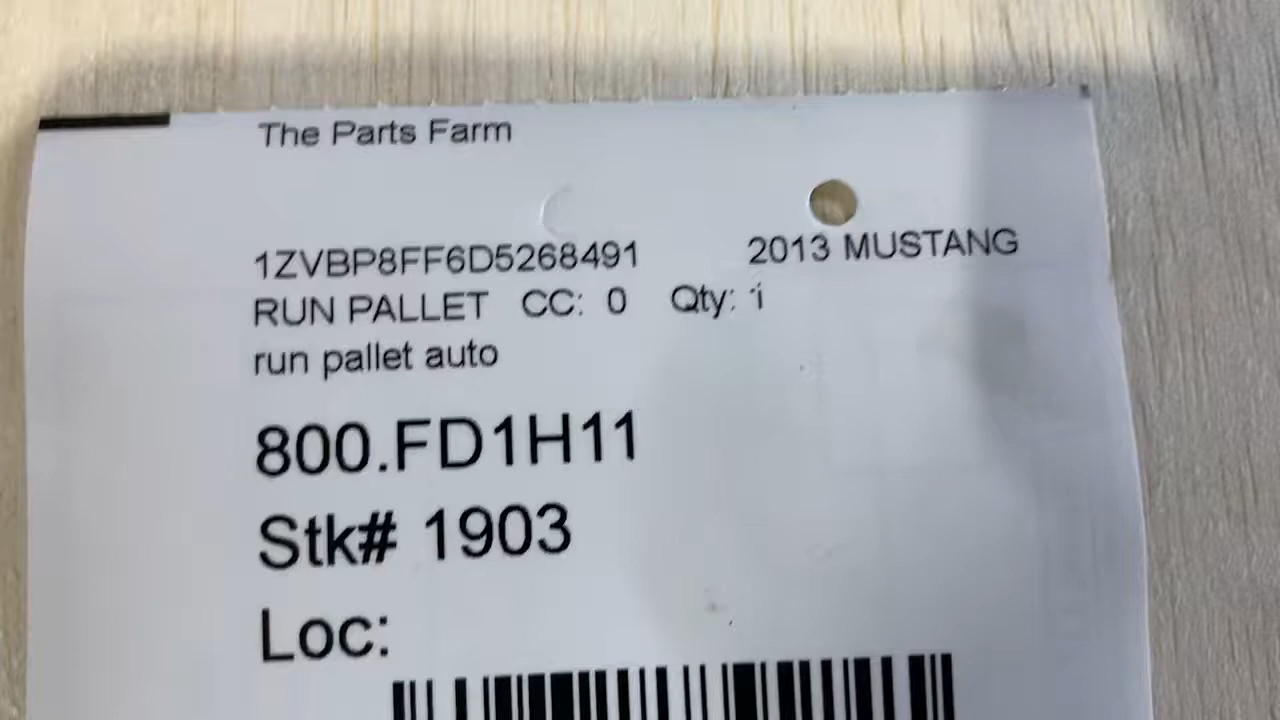 The Parts Farm
1ZVBP8FF6D5268491 2013 MUSTANG
RUN PALLET CC: 0 Qty: 1
run pallet auto
800.FD1H11
Stk# 1903
Loc: